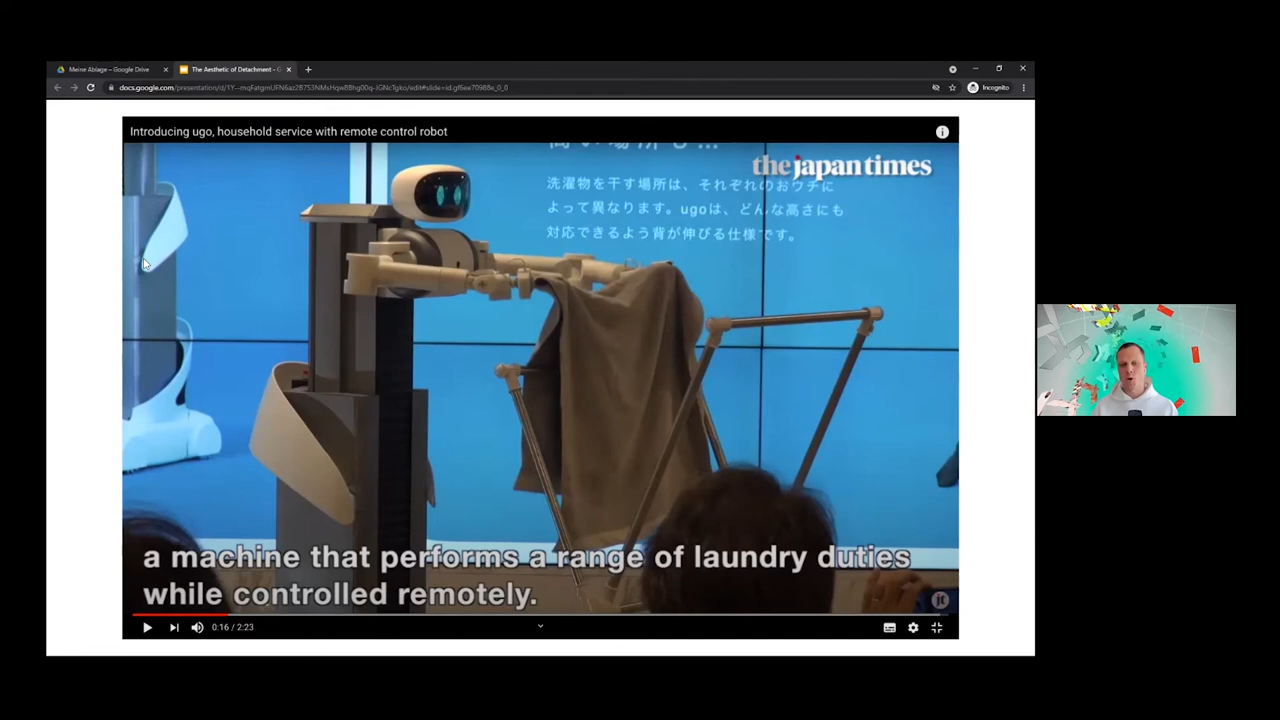 Meine Ablage – Google Drive
The Aesthetic of Detachment - G
Incognito
Introducing ugo, household service with remote control robot
the japan times
洗濯物を干す場所は、それぞれのおウチに
よって異なります。ugoは、どんな高さにも
対応できるよう背が伸びる仕様です。
a machine that performs a range of laundry duties
while controlled remotely.
jt
0:16 / 2:23